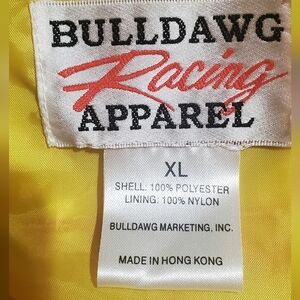 BULLDAWG
Racing
APPAREL
XL
SHELL: 100% POLYESTER
LINING: 100% NYLON
BULLDAWG MARKETING, INC.
MADE IN HONG KONG